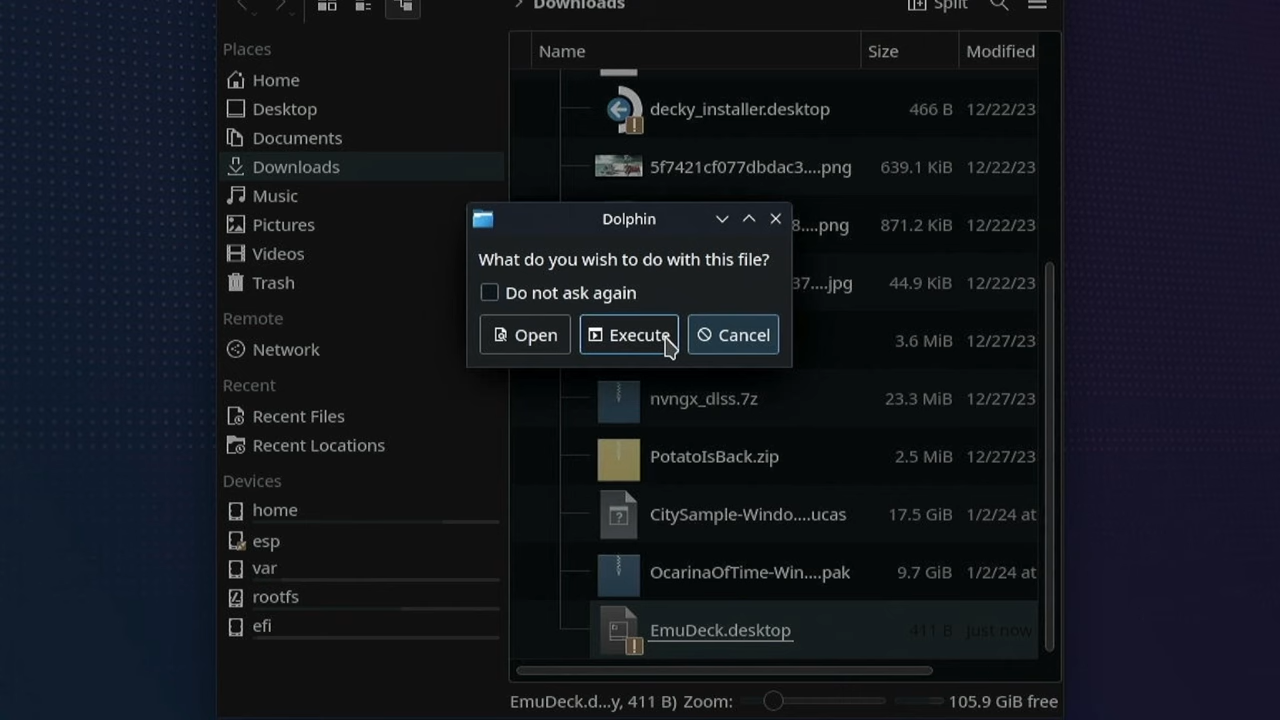 Downloads
Split
Places
Home
Desktop
Documents
Downloads
Music
Pictures
Videos
Trash
Remote
Network
Recent
Recent Files
Recent Locations
Devices
home
esp
var
rootfs
efi
Name Size Modified
decky_installer.desktop 466 B 12/22/23
5f7421cf077dbdac3....png 639.1 KiB 12/22/23
8....png 871.2 KiB 12/22/23
37....jpg 44.9 KiB 12/22/23
3.6 MiB 12/27/23
nvngx_dlss.7z 23.3 MiB 12/27/23
PotatoIsBack.zip 2.5 MiB 12/27/23
CitySample-Windo....ucas 17.5 GiB 1/2/24 at
OcarinaOfTime-Win....pak 9.7 GiB 1/2/24 at
EmuDeck.desktop 411 B Just now
Dolphin
What do you wish to do with this file?
Do not ask again
Open Execute Cancel
EmuDeck.d...y, 411 B) Zoom: 105.9 GiB free